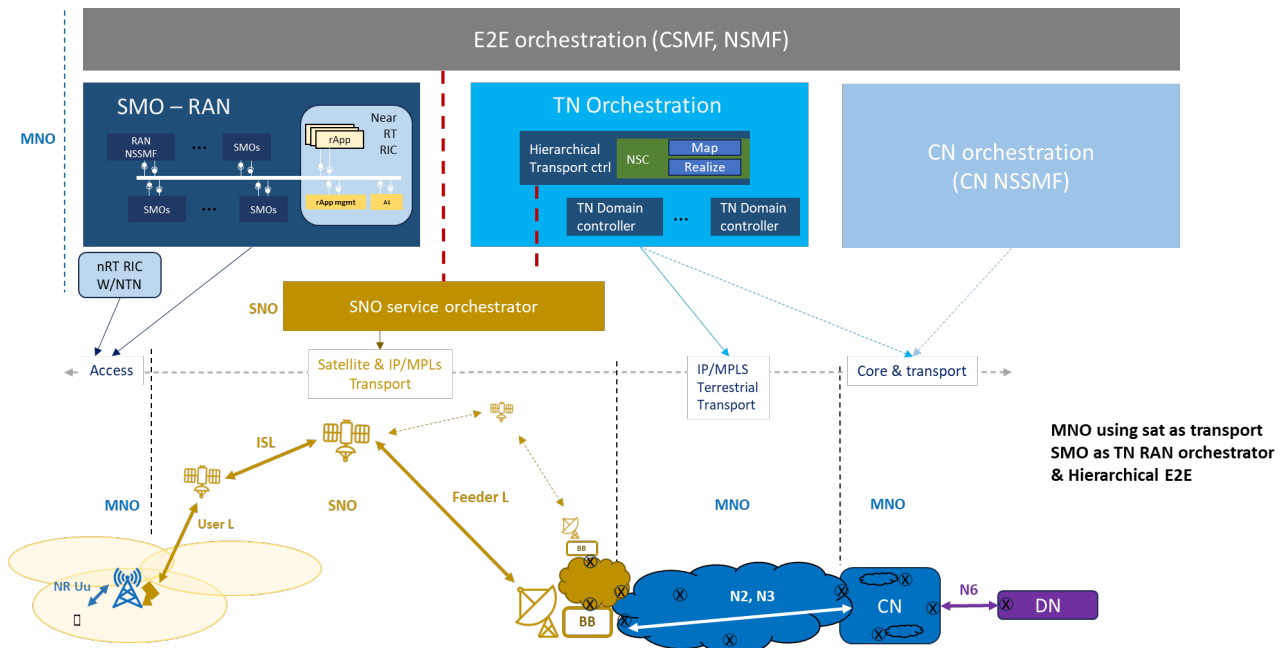 E2E orchestration (CSMF, NSMF)
MNO
SMO – RAN
RAN
NSSMF
...
SMOs
SMOs
...
SMOs
rApp
Near
RT
RIC
rApp mgmt
A1
TN Orchestration
Hierarchical
Transport ctrl
NSC
Map
Realize
TN Domain
controller
...
TN Domain
controller
CN orchestration
(CN NSSMF)
nRT RIC
W/NTN
SNO
SNO service orchestrator
Access
Satellite & IP/MPLs
Transport
IP/MPLS
Terrestrial
Transport
Core & transport
MNO using sat as transport
SMO as TN RAN orchestrator
& Hierarchical E2E
ISL
MNO
SNO
Feeder L
MNO
MNO
User L
NR Uu
BB
X
X
X
BB
X
X
X
X
X
N2, N3
X
X
X
X
CN
N6
X
DN